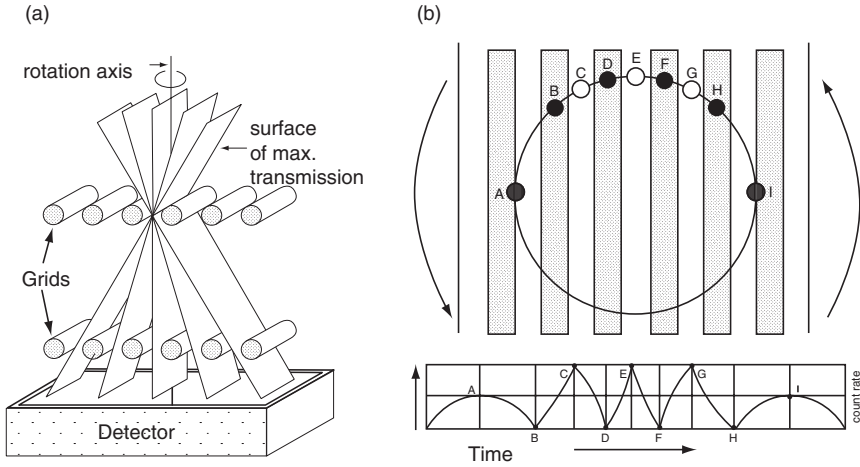 (a)
rotation axis
surface
of max.
transmission
Grids
Detector
(b)
E
D
F
C
G
B
H
A
I
A
C
E
G
I
B
D
F
H
count rate
Time